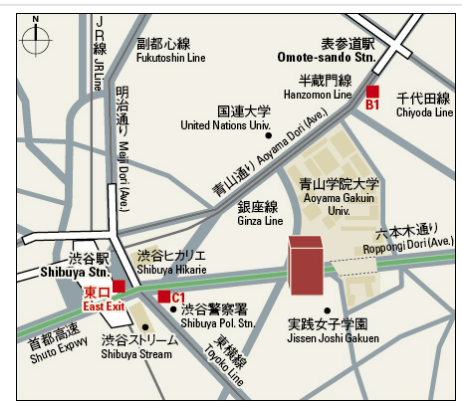 JR線
JR Line
副都心線
Fukutoshin Line
表参道駅
Omote-sando Stn.
半蔵門線
Hanzomon Line
B1
千代田線
Chiyoda Line
明治通り Meiji Dori (Ave.)
国連大学
United Nations Univ.
青山通り Aoyama Dori (Ave.)
青山学院大学
Aoyama Gakuin
Univ.
銀座線
Ginza Line
六本木通り
Roppongi Dori (Ave.)
渋谷駅
Shibuya Stn.
渋谷ヒカリエ
Shibuya Hikarie
東口
East Exit
C1
渋谷警察署
Shibuya Pol. Stn.
首都高速
Shuto Expwy
渋谷ストリーム
Shibuya Stream
東横線
Toyoko Line
実践女子学園
Jissen Joshi Gakuen